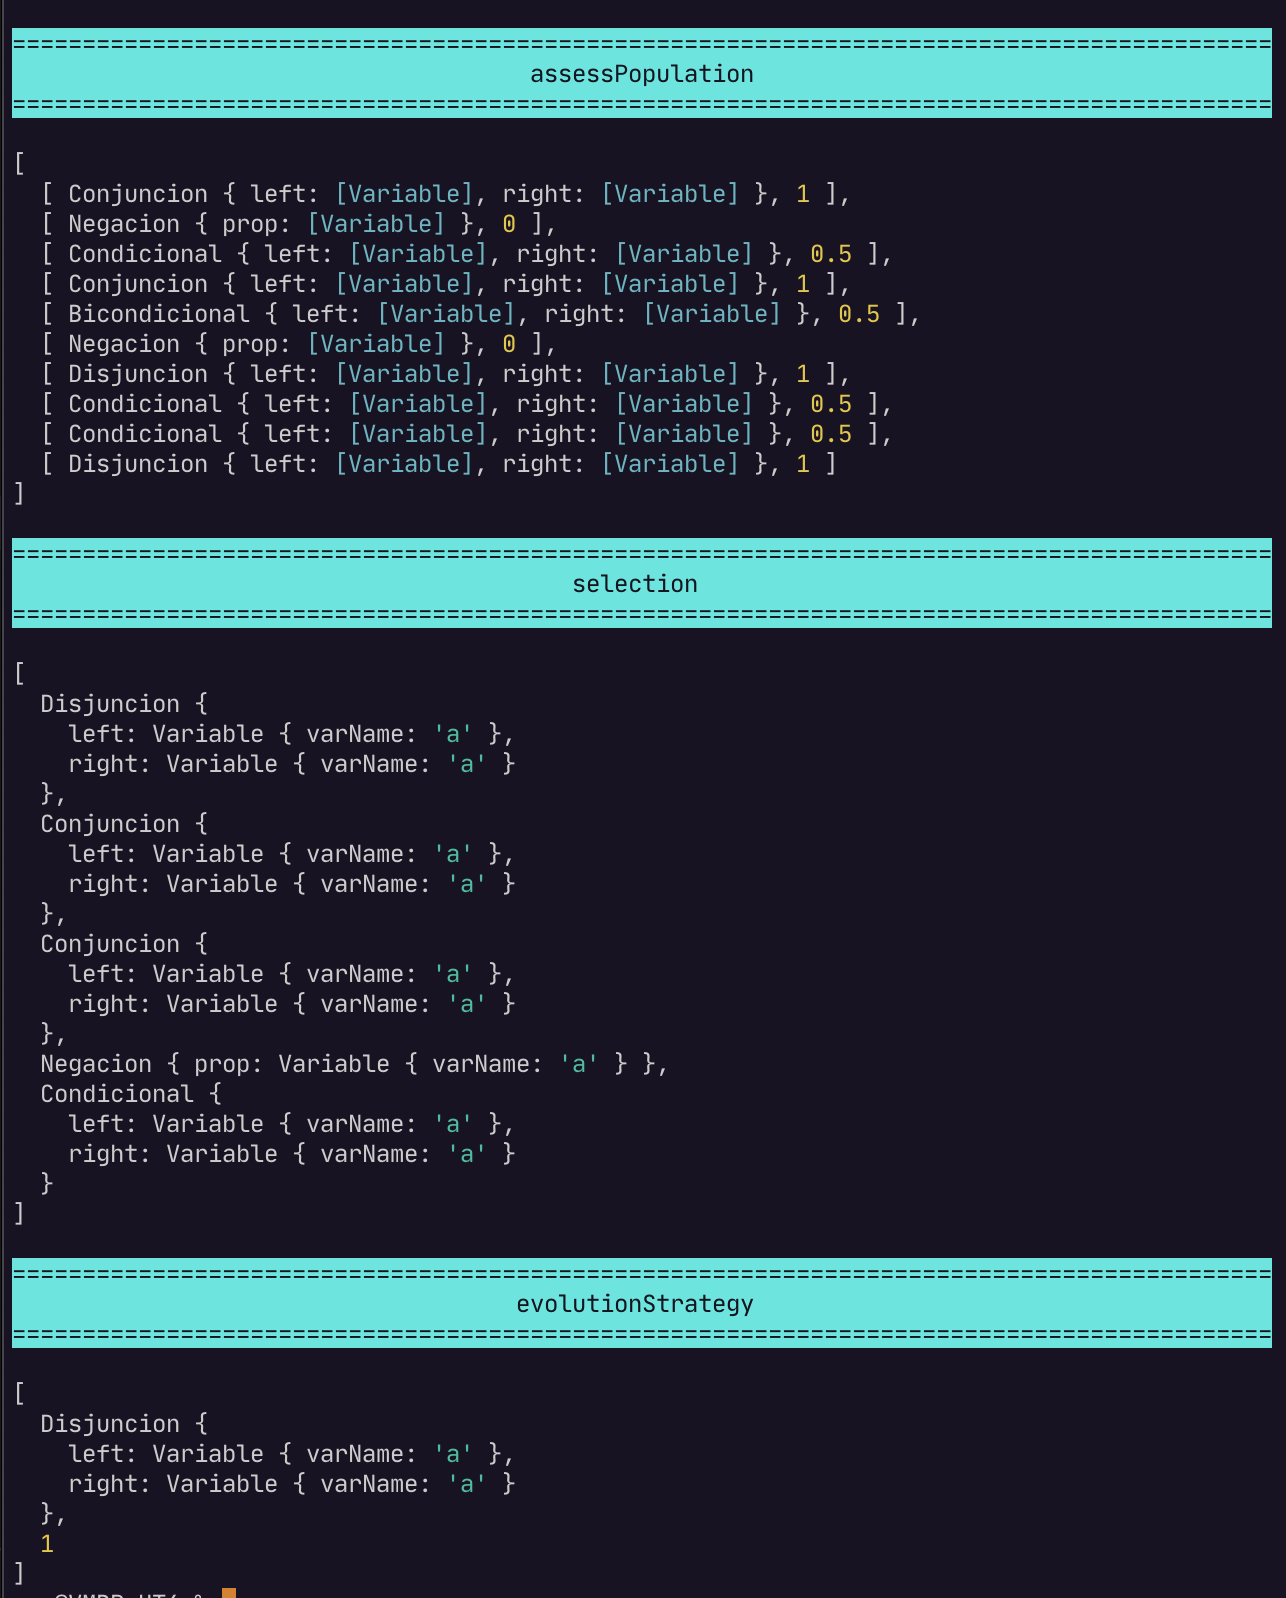 ==========================================================================================
assessPopulation
==========================================================================================
[
  [ Conjuncion { left: [Variable], right: [Variable] }, 1 ],
  [ Negacion { prop: [Variable] }, 0 ],
  [ Condicional { left: [Variable], right: [Variable] }, 0.5 ],
  [ Conjuncion { left: [Variable], right: [Variable] }, 1 ],
  [ Bicondicional { left: [Variable], right: [Variable] }, 0.5 ],
  [ Negacion { prop: [Variable] }, 0 ],
  [ Disjuncion { left: [Variable], right: [Variable] }, 1 ],
  [ Condicional { left: [Variable], right: [Variable] }, 0.5 ],
  [ Condicional { left: [Variable], right: [Variable] }, 0.5 ],
  [ Disjuncion { left: [Variable], right: [Variable] }, 1 ]
]
==========================================================================================
selection
==========================================================================================
[
  Disjuncion {
    left: Variable { varName: 'a' },
    right: Variable { varName: 'a' }
  },
  Conjuncion {
    left: Variable { varName: 'a' },
    right: Variable { varName: 'a' }
  },
  Conjuncion {
    left: Variable { varName: 'a' },
    right: Variable { varName: 'a' }
  },
  Negacion { prop: Variable { varName: 'a' } },
  Condicional {
    left: Variable { varName: 'a' },
    right: Variable { varName: 'a' }
  }
]
==========================================================================================
evolutionStrategy
==========================================================================================
[
  Disjuncion {
    left: Variable { varName: 'a' },
    right: Variable { varName: 'a' }
  },
  1
]